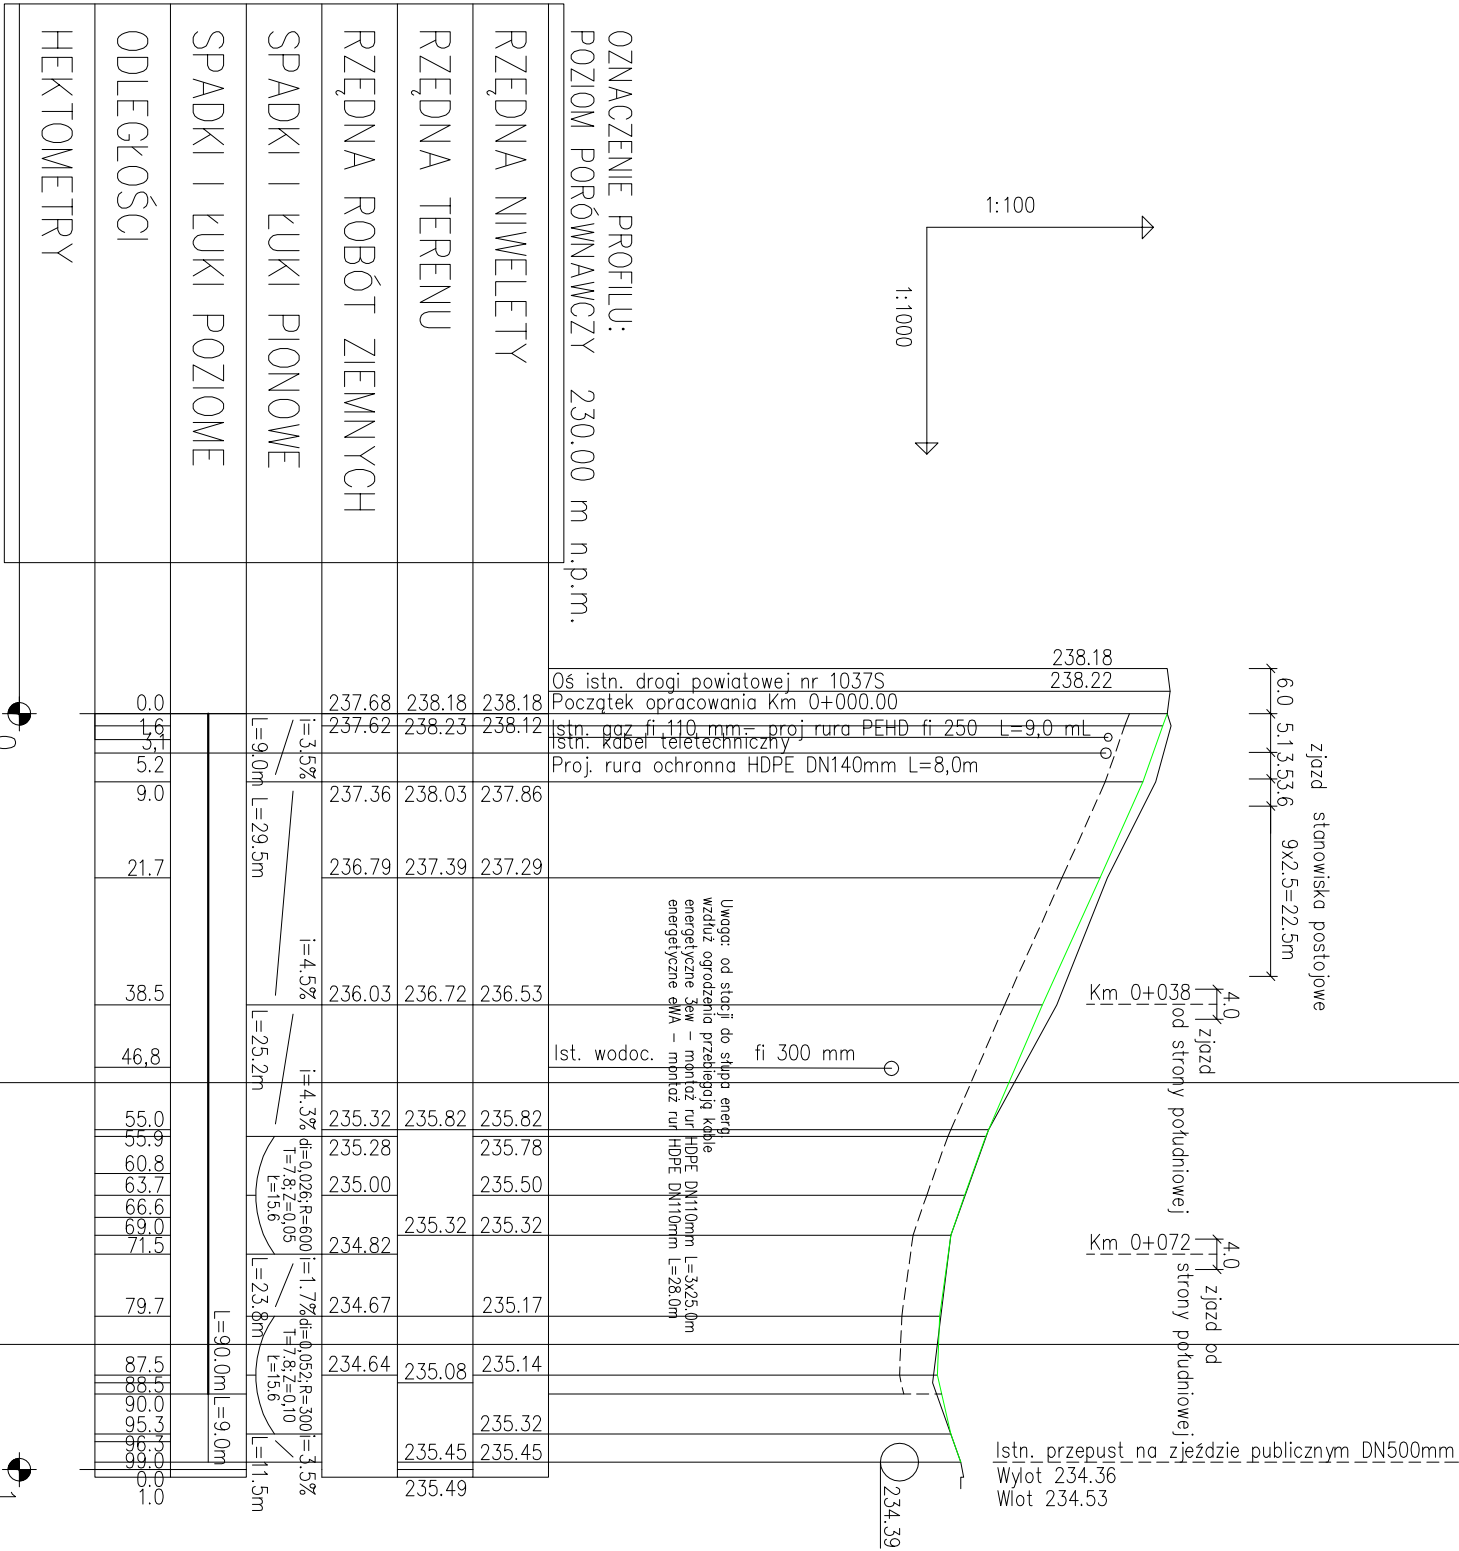 OZNACZENIE PROFILU:
POZIOM PORÓWNAWCZY 230.00 m n.p.m.
1:100
1:1000
RZĘDNA NIWELETY
238.18
238.12
237.86
237.29
236.53
235.82
235.78
235.50
235.32
235.17
235.14
235.32
235.45
RZĘDNA TERENU
238.18
238.23
238.03
237.39
236.72
235.82
235.32
235.08
235.45
235.49
RZĘDNA ROBÓT ZIEMNYCH
237.68
237.62
237.36
236.79
236.03
235.32
235.28
235.00
234.82
234.67
234.64
SPADKI I ŁUKI PIONOWE
i=3.5%
L=9.0m
i=4.5%
L=29.5m
i=4.3%
L=25.2m
di=0,026;R=600
T=7.8;Z=0,05
Ł=15.6
i=1.7%
L=23.8m
di=0,052;R=300
T=7.8;Z=0,10
Ł=15.6
i=3.5%
L=11.5m
SPADKI I ŁUKI POZIOME
L=90.0m
L=9.0m
ODLEGŁOŚCI
0.0
1.6
3,1
5.2
9.0
21.7
38.5
46,8
55.0
55.9
60.8
63.7
66.6
69.0
71.5
79.7
87.5
88.5
90.0
95.3
96.3
99.0
0.0
1.0
HEKTOMETRY
0
1
238.18
238.22
Oś istn. drogi powiatowej nr 1037S
Początek opracowania Km 0+000.00
Istn. gaz fi 110 mm– proj rura PEHD fi 250 L=9,0 mL
Istn. kabel teletechniczny
Proj. rura ochronna HDPE DN140mm L=8,0m
Ist. wodoc. fi 300 mm
Uwaga: od stacji do słupa energ.
wzdłuż ogrodzenia przebiegają kable
energetyczne 3ew – montaż rur HDPE DN110mm L=3x25.0m
energetyczne eWA – montaż rur HDPE DN110mm L=28.0m
6.0
5.1
3.5
3.6
9x2.5=22.5m
zjazd stanowiska postojowe
Km 0+038
4.0
zjazd
od strony południowej
Km 0+072
4.0
zjazd od
strony południowej
Istn. przepust na zjeździe publicznym DN500mm
Wylot 234.36
Wlot 234.53
234.39